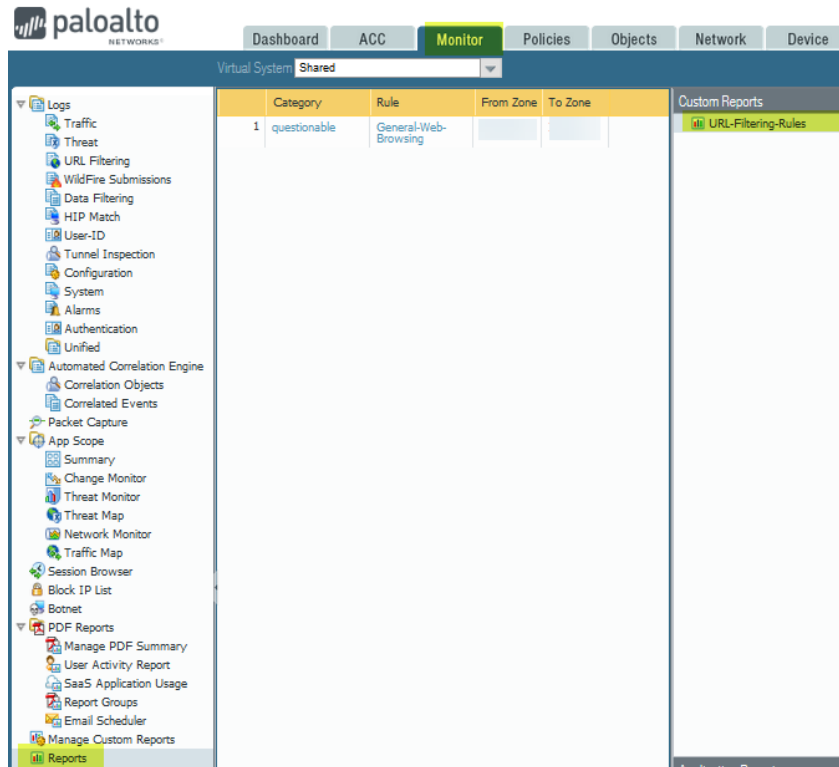 paloalto
NETWORKS®
Dashboard ACC Monitor Policies Objects Network Device
Virtual System Shared
Logs
Traffic
Threat
URL Filtering
WildFire Submissions
Data Filtering
HIP Match
User-ID
Tunnel Inspection
Configuration
System
Alarms
Authentication
Unified
Automated Correlation Engine
Correlation Objects
Correlated Events
Packet Capture
App Scope
Summary
Change Monitor
Threat Monitor
Threat Map
Network Monitor
Traffic Map
Session Browser
Block IP List
Botnet
PDF Reports
Manage PDF Summary
User Activity Report
SaaS Application Usage
Report Groups
Email Scheduler
Manage Custom Reports
Reports
Category Rule From Zone To Zone
1 questionable General-Web-
Browsing
Custom Reports
URL-Filtering-Rules